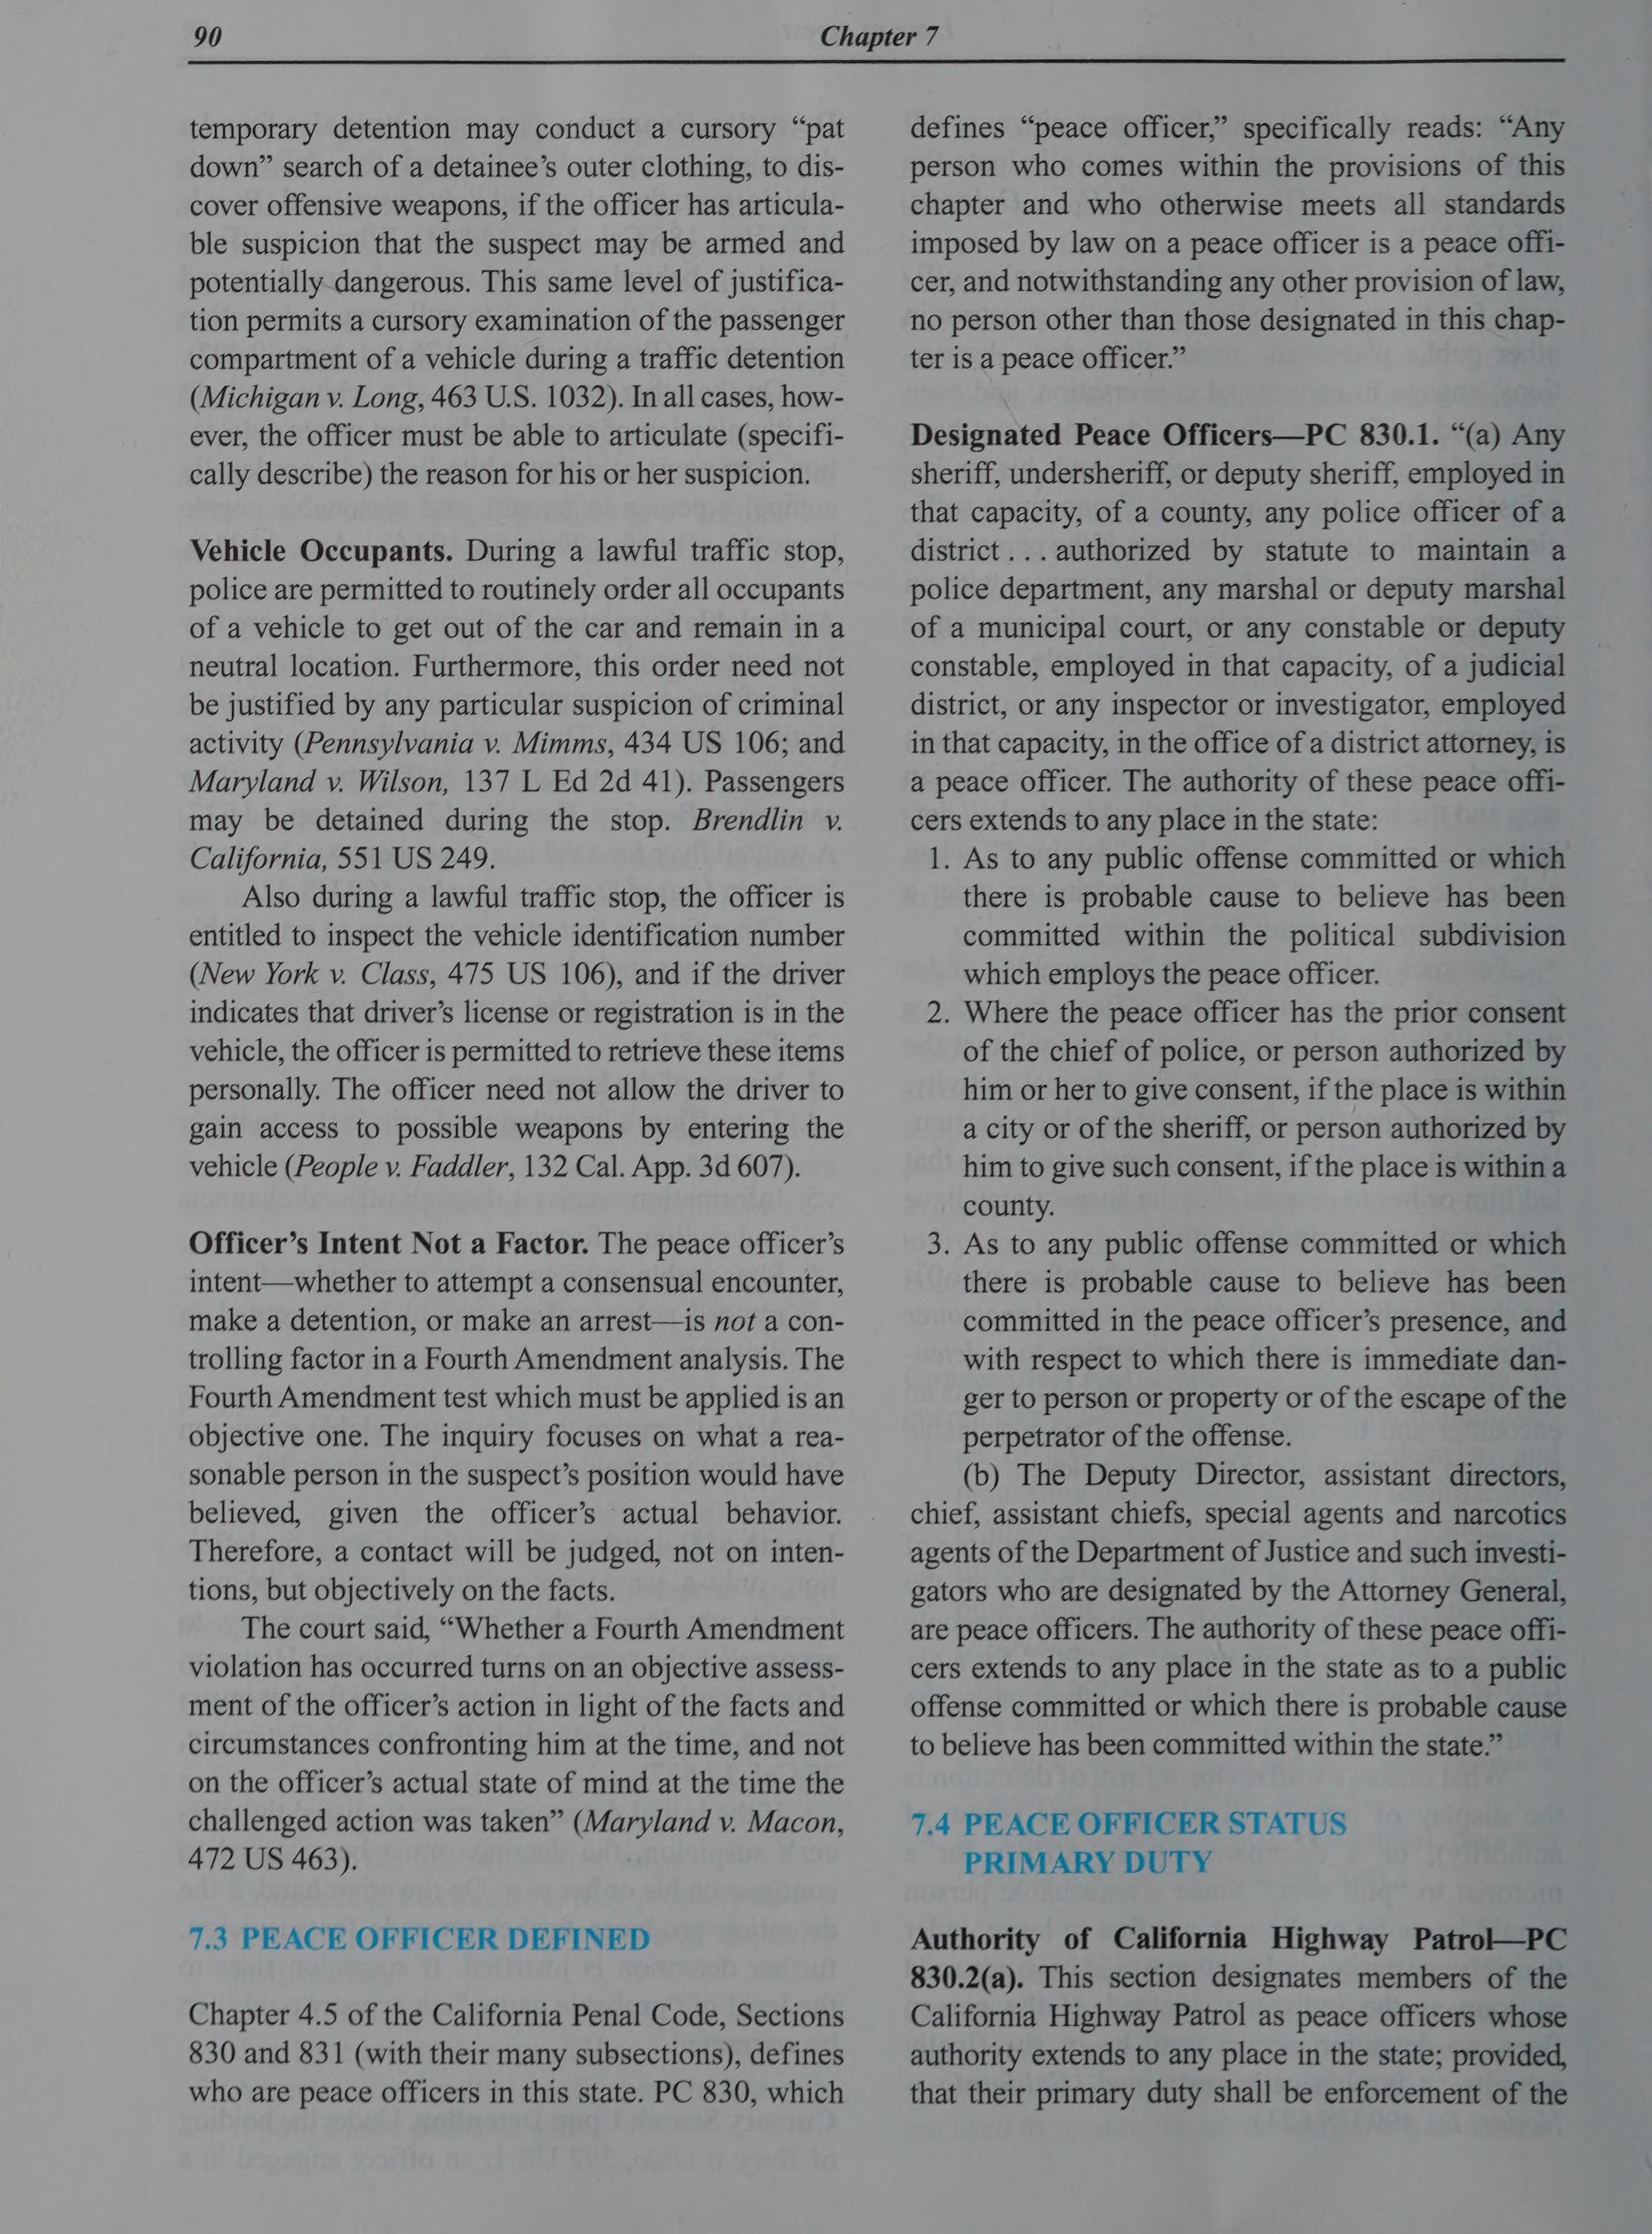 90
Chapter 7
temporary detention may conduct a cursory “pat
down” search of a detainee’s outer clothing, to dis-
cover offensive weapons, if the officer has articula-
ble suspicion that the suspect may be armed and
potentially dangerous. This same level of justifica-
tion permits a cursory examination of the passenger
compartment of a vehicle during a traffic detention
(Michigan v. Long, 463 U.S. 1032). In all cases, how-
ever, the officer must be able to articulate (specifi-
cally describe) the reason for his or her suspicion.
Vehicle Occupants. During a lawful traffic stop,
police are permitted to routinely order all occupants
of a vehicle to get out of the car and remain in a
neutral location. Furthermore, this order need not
be justified by any particular suspicion of criminal
activity (Pennsylvania v. Mimms, 434 US 106; and
Maryland v. Wilson, 137 L Ed 2d 41). Passengers
may be detained during the stop. Brendlin v.
California, 551 US 249.
Also during a lawful traffic stop, the officer is
entitled to inspect the vehicle identification number
(New York v. Class, 475 US 106), and if the driver
indicates that driver’s license or registration is in the
vehicle, the officer is permitted to retrieve these items
personally. The officer need not allow the driver to
gain access to possible weapons by entering the
vehicle (People v. Faddler, 132 Cal. App. 3d 607).
Officer’s Intent Not a Factor. The peace officer’s
intent—whether to attempt a consensual encounter,
make a detention, or make an arrest—is not a con-
trolling factor in a Fourth Amendment analysis. The
Fourth Amendment test which must be applied is an
objective one. The inquiry focuses on what a rea-
sonable person in the suspect’s position would have
believed, given the officer’s actual behavior.
Therefore, a contact will be judged, not on inten-
tions, but objectively on the facts.
The court said, “Whether a Fourth Amendment
violation has occurred turns on an objective assess-
ment of the officer’s action in light of the facts and
circumstances confronting him at the time, and not
on the officer’s actual state of mind at the time the
challenged action was taken” (Maryland v. Macon,
472 US 463).
7.3 PEACE OFFICER DEFINED
Chapter 4.5 of the California Penal Code, Sections
830 and 831 (with their many subsections), defines
who are peace officers in this state. PC 830, which
defines “peace officer,” specifically reads: “Any
person who comes within the provisions of this
chapter and who otherwise meets all standards
imposed by law on a peace officer is a peace offi-
cer, and notwithstanding any other provision of law,
no person other than those designated in this chap-
ter is a peace officer.”
Designated Peace Officers—PC 830.1. “(a) Any
sheriff, undersheriff, or deputy sheriff, employed in
that capacity, of a county, any police officer of a
district . . . authorized by statute to maintain a
police department, any marshal or deputy marshal
of a municipal court, or any constable or deputy
constable, employed in that capacity, of a judicial
district, or any inspector or investigator, employed
in that capacity, in the office of a district attorney, is
a peace officer. The authority of these peace offi-
cers extends to any place in the state:
1. As to any public offense committed or which
there is probable cause to believe has been
committed within the political subdivision
which employs the peace officer.
2. Where the peace officer has the prior consent
of the chief of police, or person authorized by
him or her to give consent, if the place is within
a city or of the sheriff, or person authorized by
him to give such consent, if the place is within a
county.
3. As to any public offense committed or which
there is probable cause to believe has been
committed in the peace officer’s presence, and
with respect to which there is immediate dan-
ger to person or property or of the escape of the
perpetrator of the offense.
(b) The Deputy Director, assistant directors,
chief, assistant chiefs, special agents and narcotics
agents of the Department of Justice and such investi-
gators who are designated by the Attorney General,
are peace officers. The authority of these peace offi-
cers extends to any place in the state as to a public
offense committed or which there is probable cause
to believe has been committed within the state.”
7.4 PEACE OFFICER STATUS
PRIMARY DUTY
Authority of California Highway Patrol—PC
830.2(a). This section designates members of the
California Highway Patrol as peace officers whose
authority extends to any place in the state; provided,
that their primary duty shall be enforcement of the